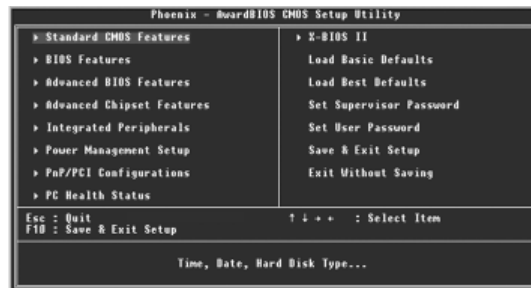 Phoenix - AwardBIOS CMOS Setup Utility
▸ Standard CMOS Features
▸ BIOS Features
▸ Advanced BIOS Features
▸ Advanced Chipset Features
▸ Integrated Peripherals
▸ Power Management Setup
▸ PnP/PCI Configurations
▸ PC Health Status
▸ X-BIOS II
Load Basic Defaults
Load Best Defaults
Set Supervisor Password
Set User Password
Save & Exit Setup
Exit Without Saving
Esc : Quit
F10 : Save & Exit Setup
↑ ↓ → ← : Select Item
Time, Date, Hard Disk Type...